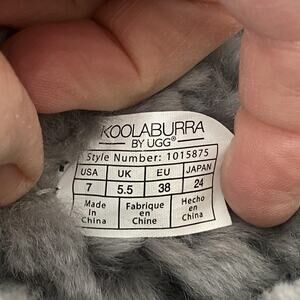 KOOLABURRA
BY UGG®
Style Number: 1015875
USA UK EU JAPAN
7 5.5 38 24
Made Fabrique Hecho
in en en
China Chine China